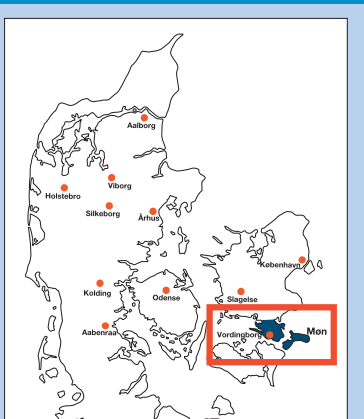 Aalborg
Viborg
Holstebro
Silkeborg
Århus
København
Kolding
Odense
Slagelse
Aabenraa
Vordingborg
Møn